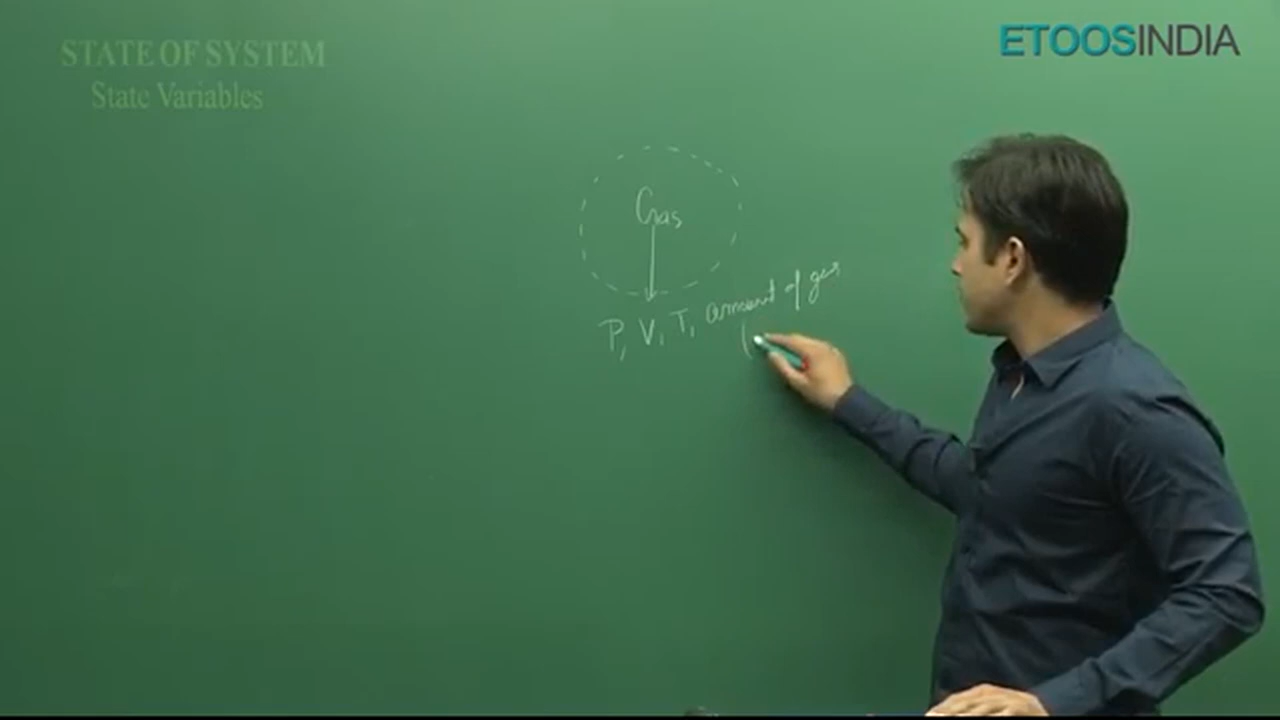 STATE OF SYSTEM
State Variables
ETOOSINDIA
Gas
P, V, T, amount of gas
(